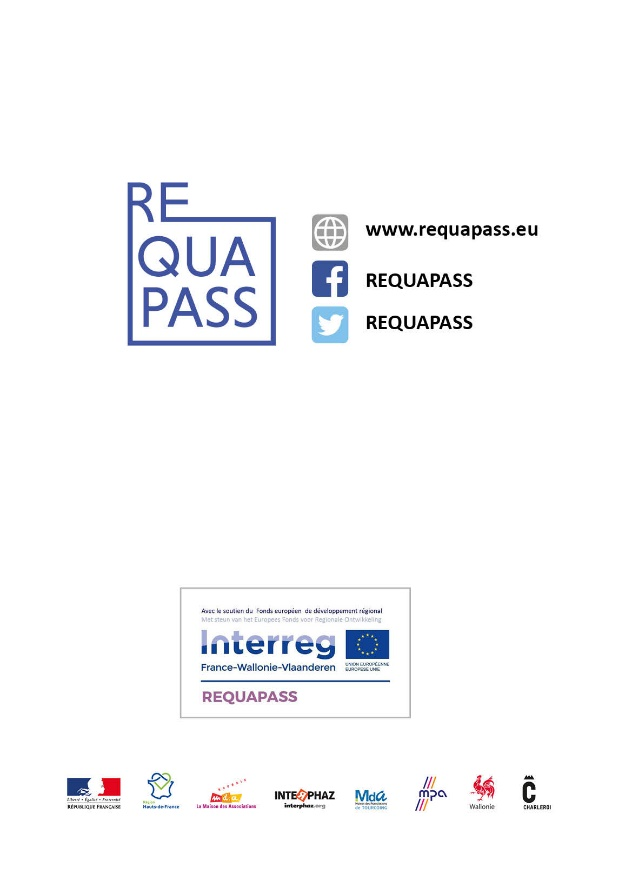 RE
QUA
PASS
www.requapass.eu
REQUAPASS
REQUAPASS
Avec le soutien du Fonds européen de développement régional
Met steun van het Europees Fonds voor Regionale Ontwikkeling
Interreg
France-Wallonie-Vlaanderen
UNION EUROPÉENNE
EUROPESE UNIE
REQUAPASS
Liberté • Égalité • Fraternité
RÉPUBLIQUE FRANÇAISE
Région
Hauts-de-France
La Maison des Associations
INTERPHAZ
interphaz.org
Mda
Maison des Associations
de TOURCOING
mpa
Wallonie
C
CHARLEROI